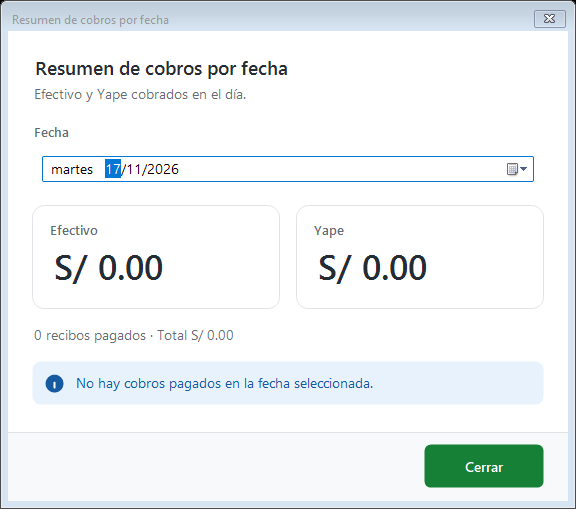 Resumen de cobros por fecha
Resumen de cobros por fecha
Efectivo y Yape cobrados en el día.
Fecha
martes 17/11/2026
Efectivo
S/ 0.00
Yape
S/ 0.00
0 recibos pagados · Total S/ 0.00
No hay cobros pagados en la fecha seleccionada.
Cerrar